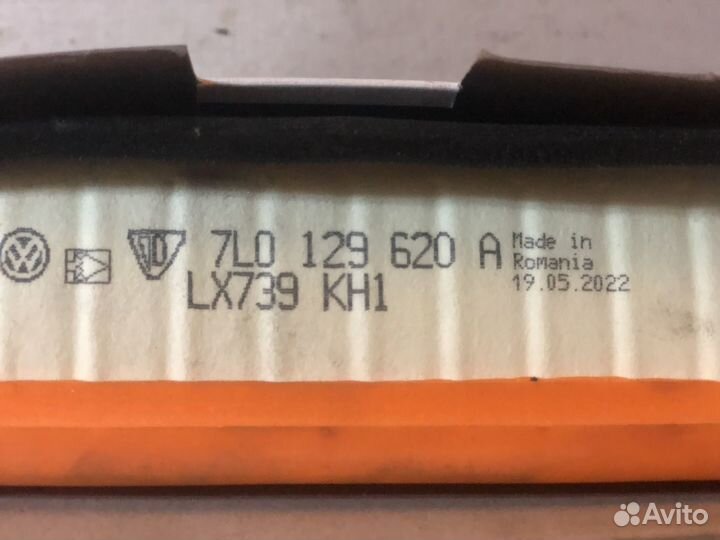 7L0 129 620 A
LX739 KH1
Made in
Romania
19.05.2022
Avito